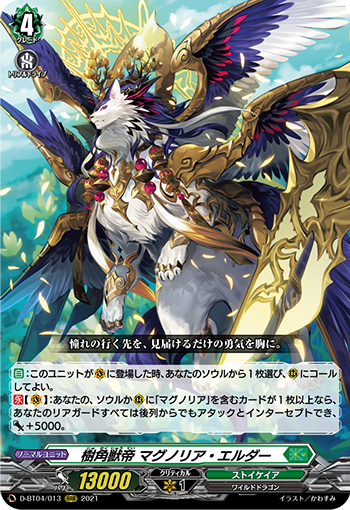 4
グレード
トリプルドライブ
憧れの行く先を、見届けるだけの勇気を胸に。
自:このユニットがⓋに登場した時、あなたのソウルから1枚選び、Ⓡにコール
してよい。
永Ⓥ1:あなたの、ソウルかⓇに「マグノリア」を含むカードが1枚以上なら、
あなたのリアガードすべては後列からでもアタックとインターセプトでき、
+5000。
ノーマルユニット
樹角獣帝 マグノリア・エルダー
パワー 13000
クリティカル
1
ストイケイア
ワイルドドラゴン
D-BT04/013 RRR 2021
イラスト/かわすみ